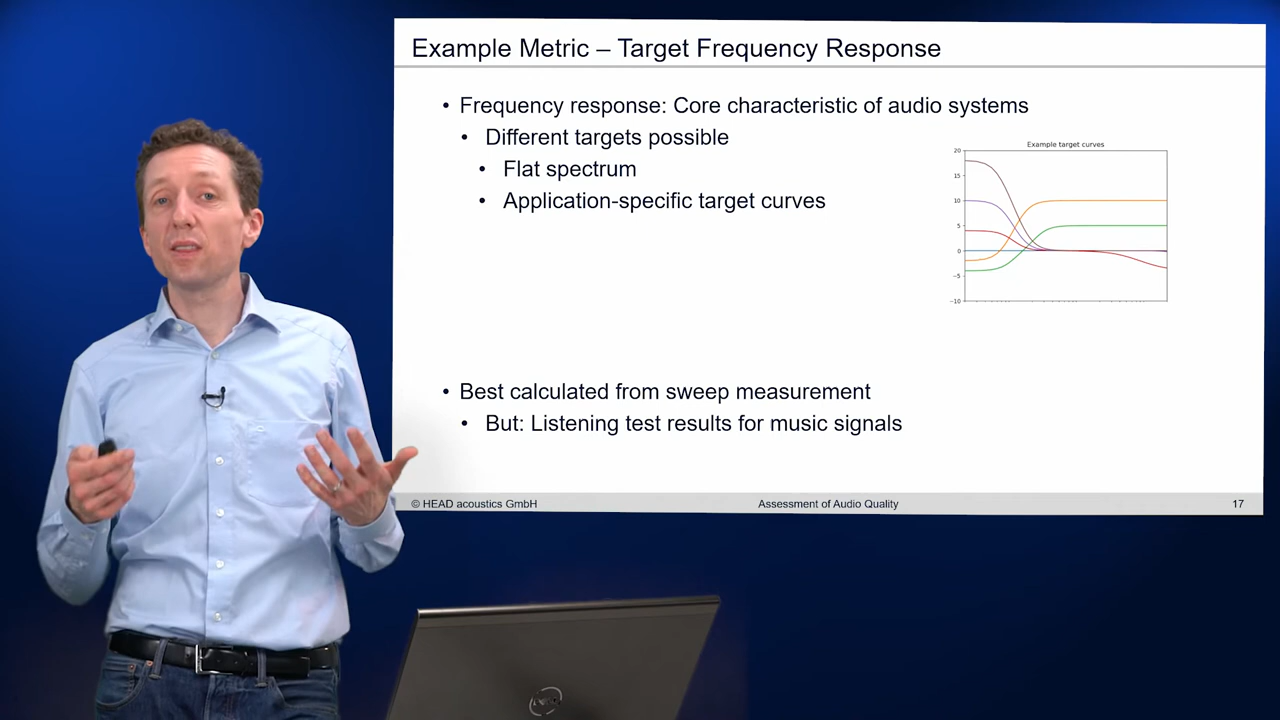 Example Metric – Target Frequency Response
• Frequency response: Core characteristic of audio systems
• Different targets possible
• Flat spectrum
• Application-specific target curves
Example target curves
20
15
10
5
0
−5
−10
• Best calculated from sweep measurement
• But: Listening test results for music signals
© HEAD acoustics GmbH
Assessment of Audio Quality
17
DELL